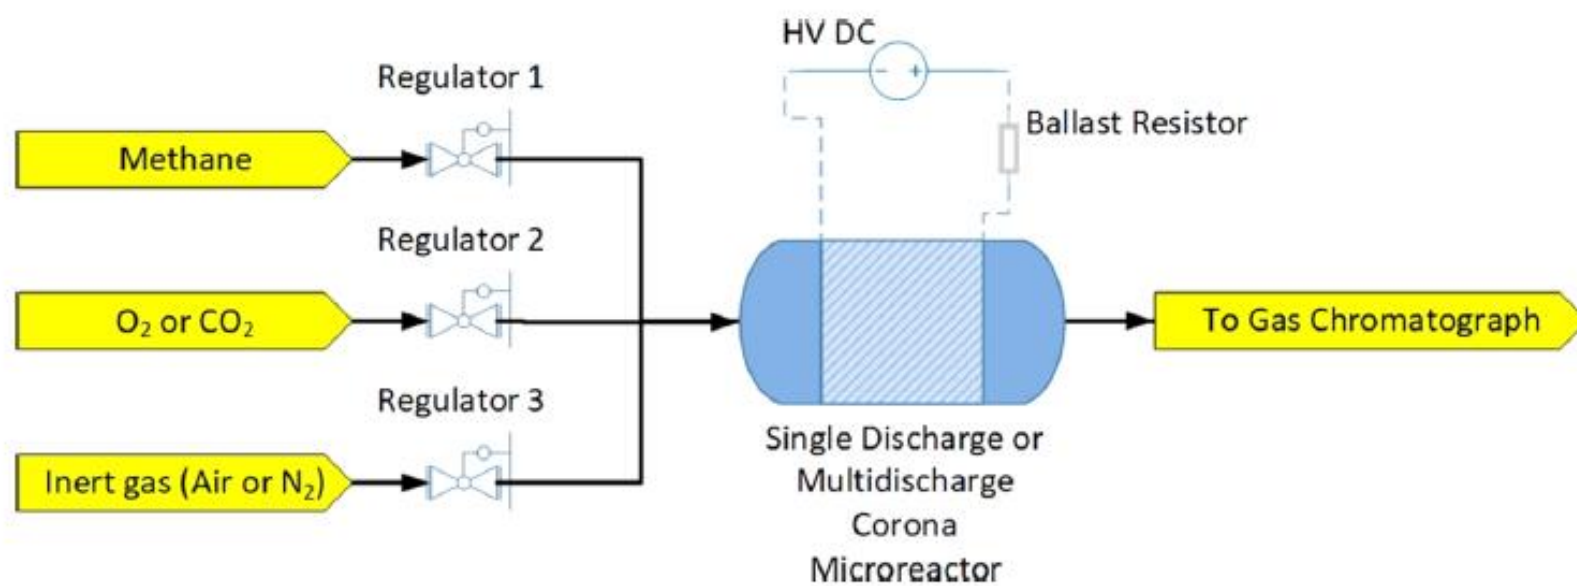 HV DC
- +
Ballast Resistor
Regulator 1
Methane
Regulator 2
O₂ or CO₂
Regulator 3
Inert gas (Air or N₂)
Single Discharge or
Multidischarge
Corona
Microreactor
To Gas Chromatograph